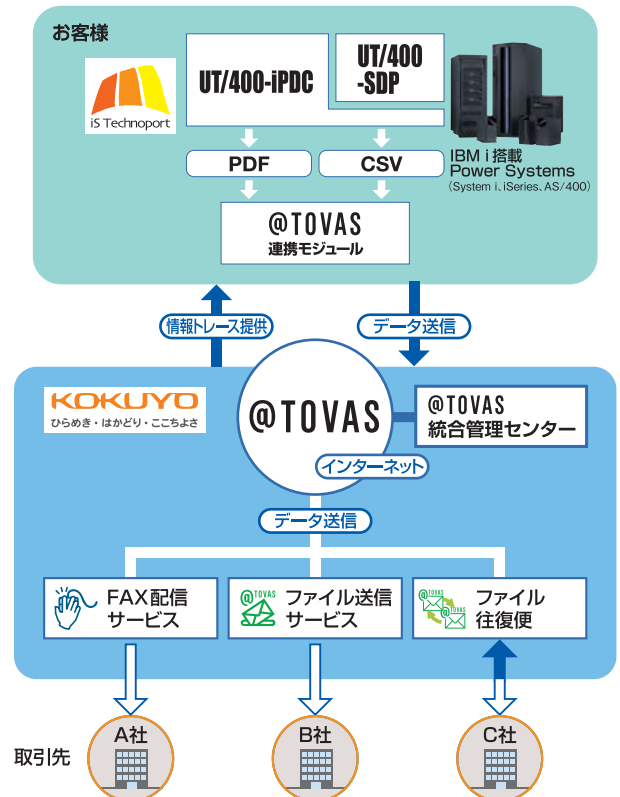 お客様
iS Technoport
UT/400-iPDC
UT/400
-SDP
IBM i 搭載
Power Systems
（System i、iSeries、AS/400）
PDF
CSV
@TOVAS
連携モジュール
情報トレース提供
データ送信
KOKUYO
ひらめき・はかどり・ここちよさ
@TOVAS
@TOVAS
統合管理センター
インターネット
データ送信
FAX配信
サービス
@TOVAS
ファイル送信
サービス
@TOVAS
@TOVAS
ファイル
往復便
取引先
A社
B社
C社